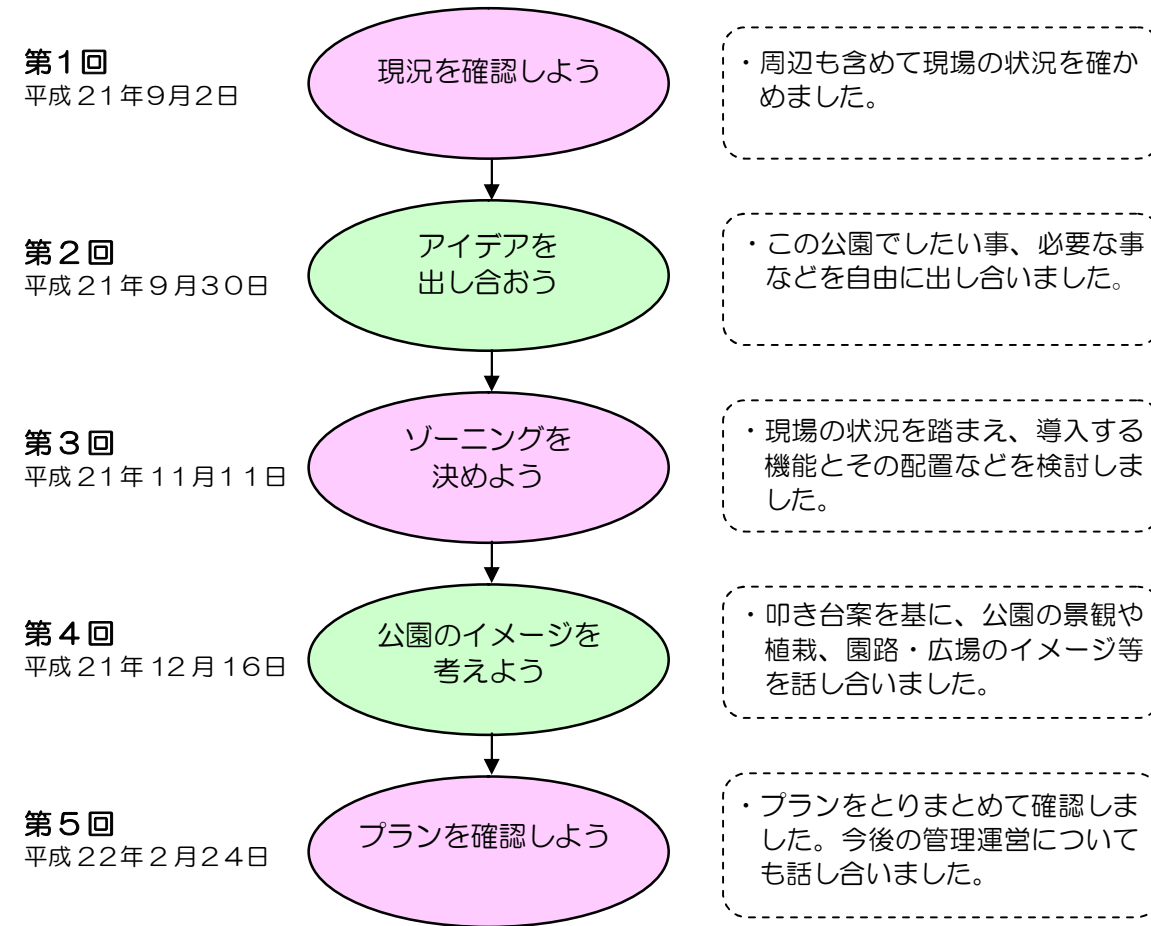 第1回
平成21年9月2日
現況を確認しよう
・周辺も含めて現場の状況を確か
めました。
第２回
平成21年９月３０日
アイデアを
出し合おう
・この公園でしたい事、必要な事
などを自由に出し合いました。
第３回
平成21年１１月１１日
ゾーニングを
決めよう
・現場の状況を踏まえ、導入する
機能とその配置などを検討しま
した。
第４回
平成21年12月16日
公園のイメージを
考えよう
・叩き台案を基に、公園の景観や
植栽、園路・広場のイメージ等
を話し合いました。
第５回
平成22年２月２４日
プランを確認しよう
・プランをとりまとめて確認しま
した。今後の管理運営について
も話し合いました。